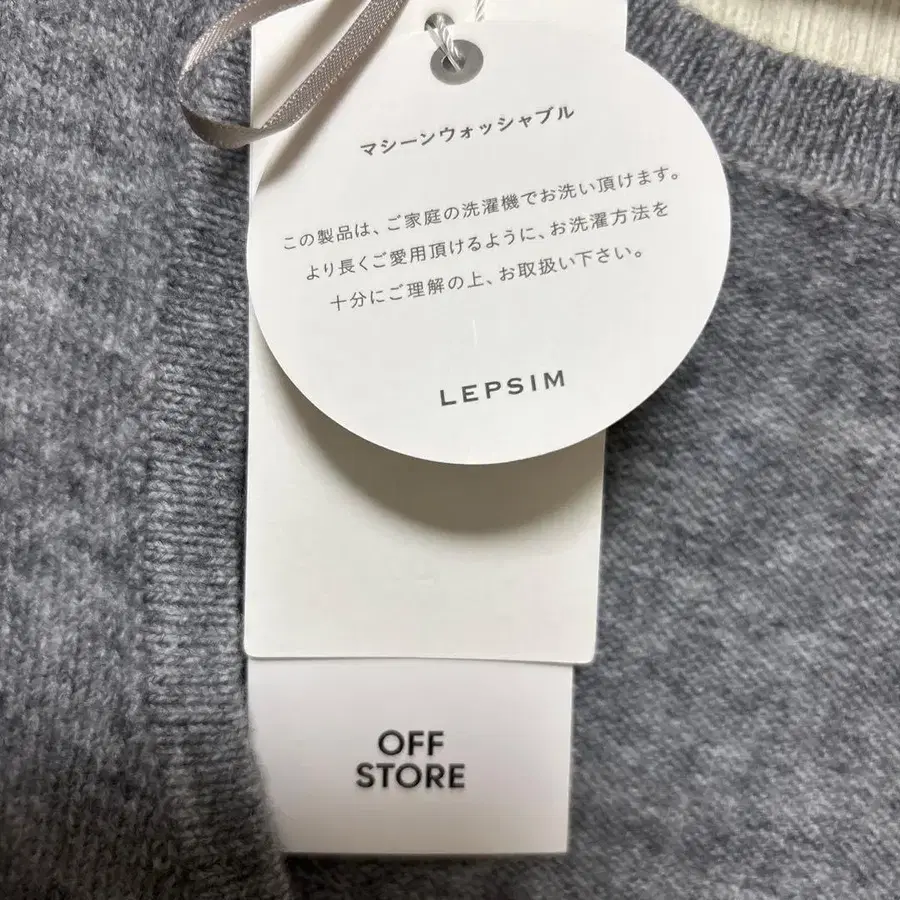 マシーンウォッシャブル
この製品は、ご家庭の洗濯機でお洗い頂けます。
より長くご愛用頂けるように、お洗濯方法を
十分にご理解の上、お取扱い下さい。
LEPSIM
OFF
STORE